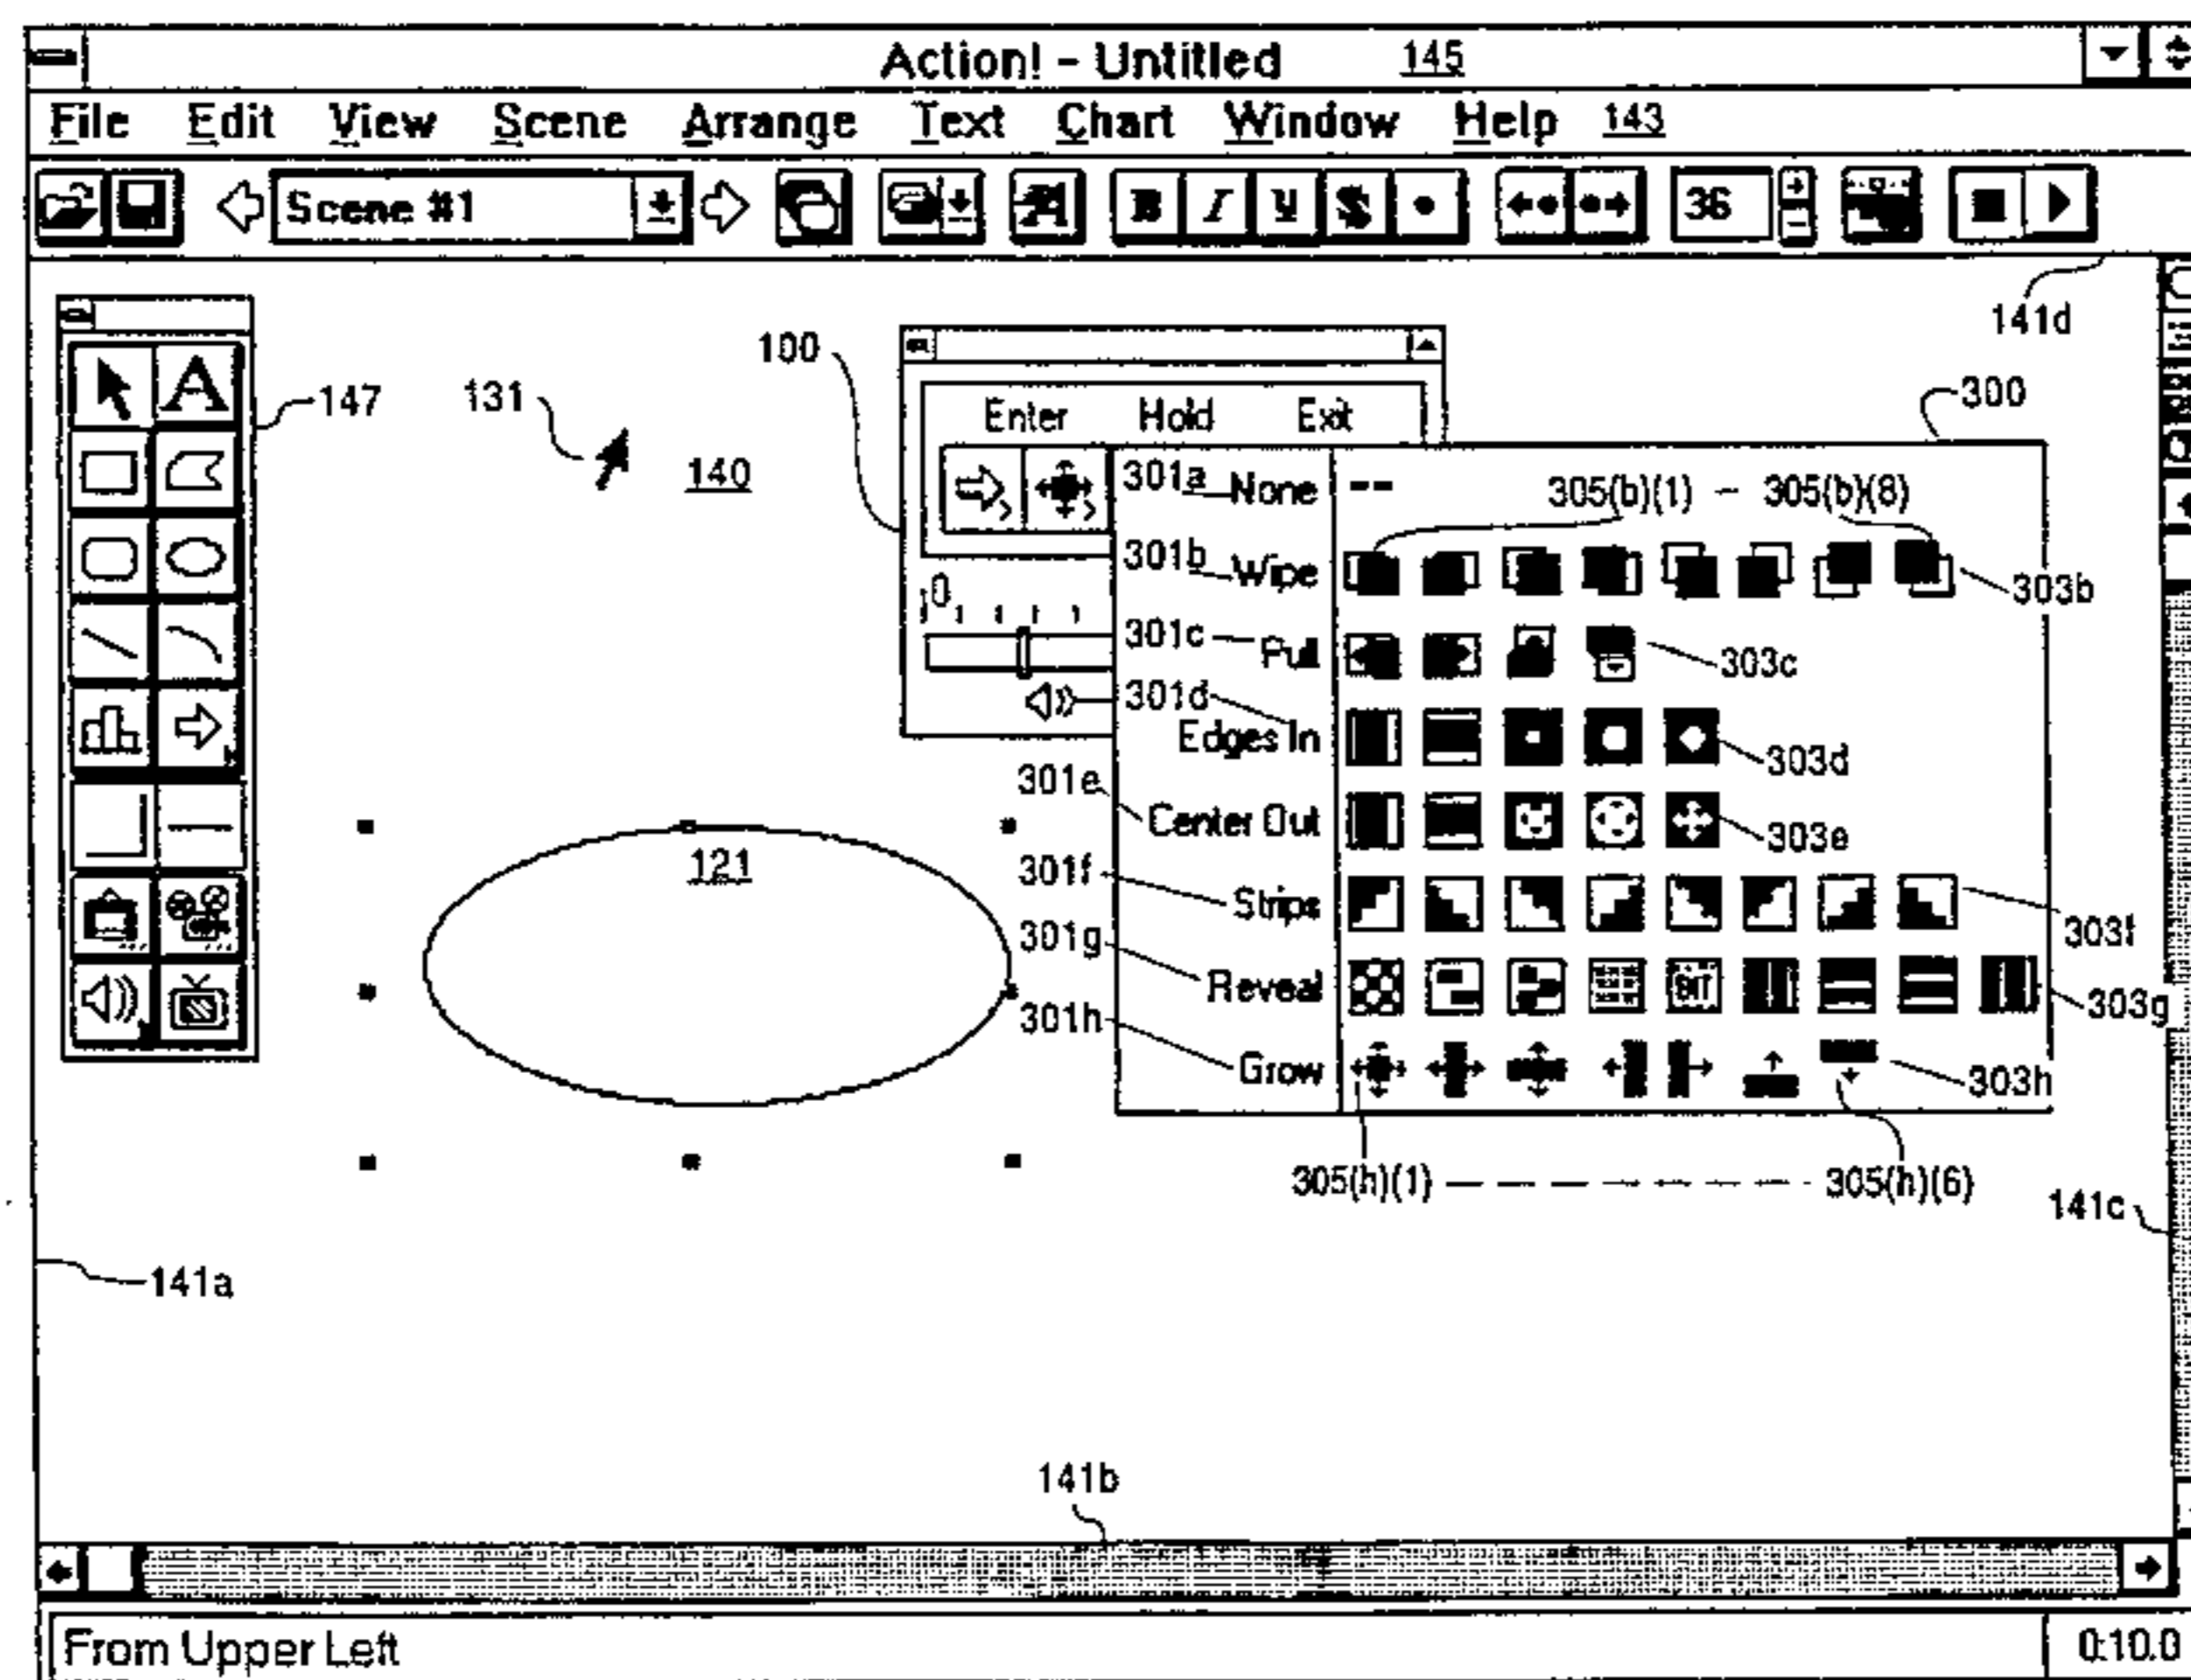 Action! - Untitled 145
File Edit View Scene Arrange Text Chart Window Help 143
Scene #1 A B I U S 36
141d
100
A
147
131
300
Enter Hold Exit
140
301a None -- 305(b)(1) - 305(b)(8)
301b Wipe 303b
0
301c Pull 303c
301d Edges In 303d
301e Center Out 303e
121
301f Strips 303f
301g Reveal 303g
301h Grow 303h
305(h)(1) - - - - - - - 305(h)(6)
141c
141a
141b
From Upper Left 0:10.0